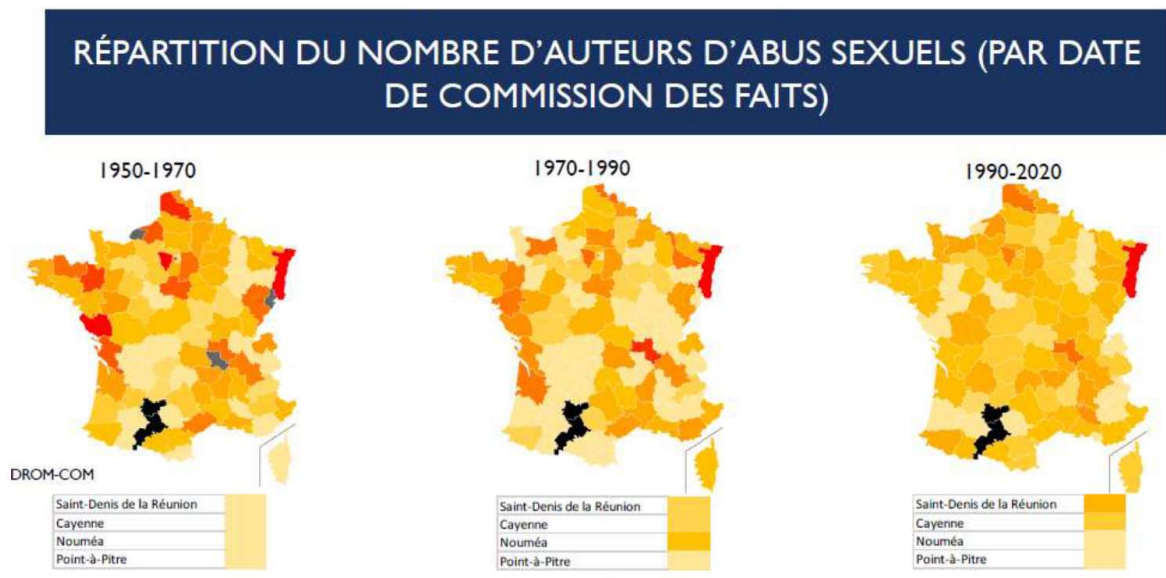 RÉPARTITION DU NOMBRE D'AUTEURS D'ABUS SEXUELS (PAR DATE
DE COMMISSION DES FAITS)
1950-1970
1970-1990
1990-2020
DROM-COM
Saint-Denis de la Réunion
Cayenne
Nouméa
Point-à-Pitre
Saint-Denis de la Réunion
Cayenne
Nouméa
Point-à-Pitre
Saint-Denis de la Réunion
Cayenne
Nouméa
Point-à-Pitre